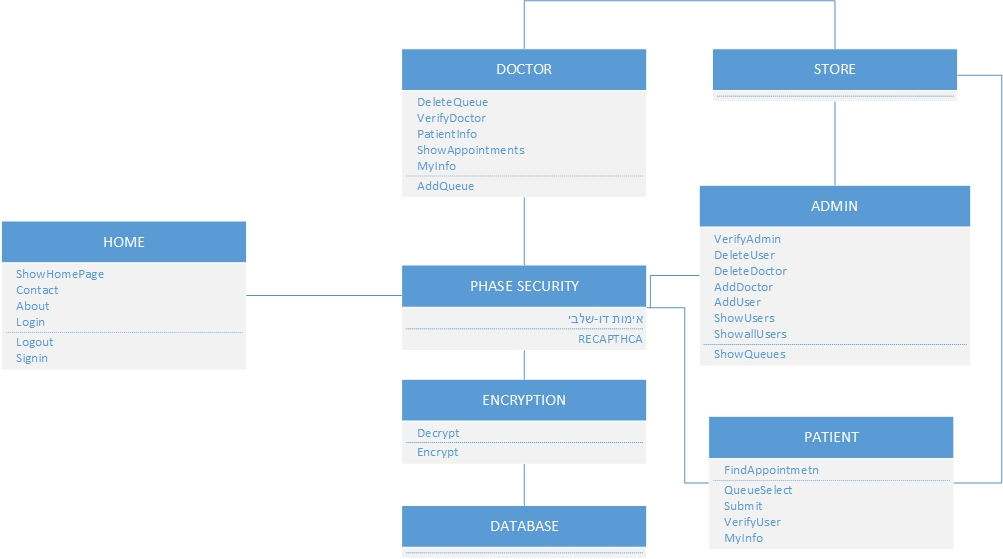 DOCTOR
DeleteQueue
VerifyDoctor
PatientInfo
ShowAppointments
MyInfo
AddQueue
STORE
HOME
ShowHomePage
Contact
About
Login
Logout
Signin
PHASE SECURITY
אימות דו-שלבי
RECAPTHCA
ADMIN
VerifyAdmin
DeleteUser
DeleteDoctor
AddDoctor
AddUser
ShowUsers
ShowallUsers
ShowQueues
ENCRYPTION
Decrypt
Encrypt
PATIENT
FindAppointmetn
QueueSelect
Submit
VerifyUser
MyInfo
DATABASE